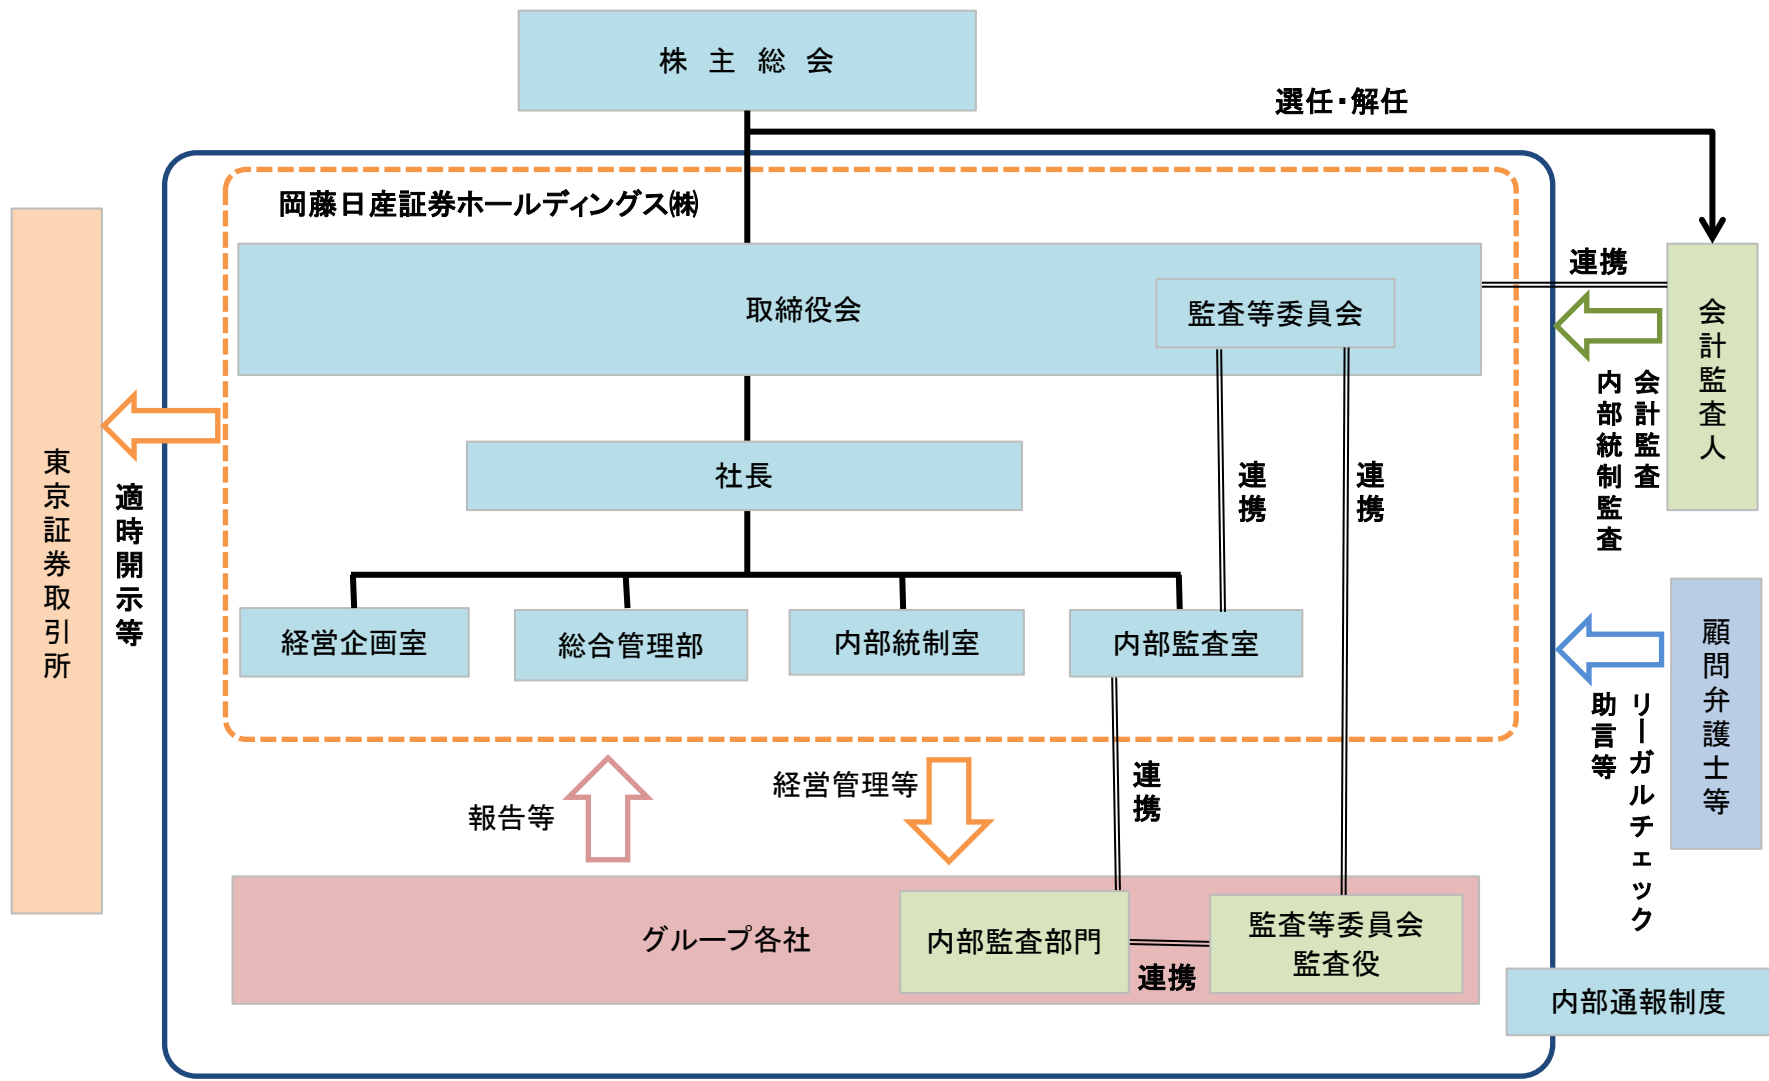 株 主 総 会
選任・解任
岡藤日産証券ホールディングス㈱
取締役会
監査等委員会
連携
会計監査人
会計監査
内部統制監査
社長
連携
連携
東京証券取引所
適時開示等
経営企画室
総合管理部
内部統制室
内部監査室
顧問弁護士等
リーガルチェック
助言等
報告等
経営管理等
連携
グループ各社
内部監査部門
連携
監査等委員会
監査役
内部通報制度